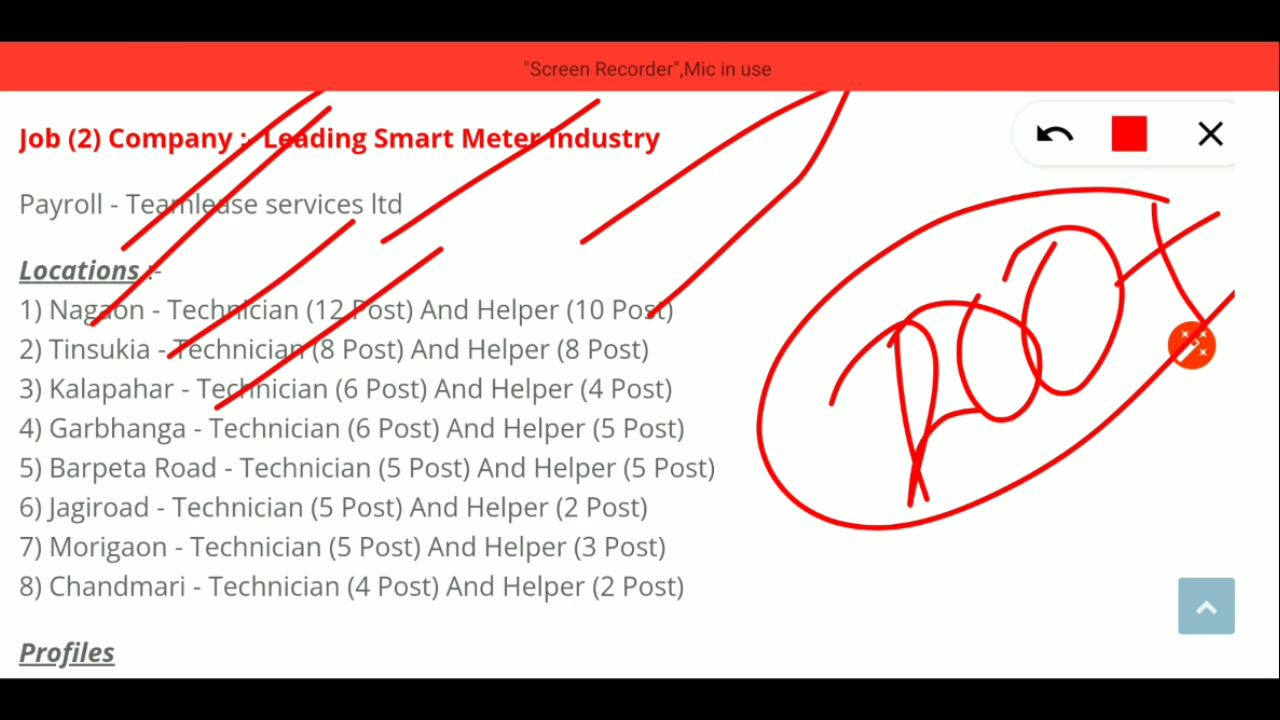 "Screen Recorder",Mic in use
Job (2) Company :- Leading Smart Meter Industry
Payroll - Teamlease services ltd
Locations :-
1) Nagaon - Technician (12 Post) And Helper (10 Post)
2) Tinsukia - Technician (8 Post) And Helper (8 Post)
3) Kalapahar - Technician (6 Post) And Helper (4 Post)
4) Garbhanga - Technician (6 Post) And Helper (5 Post)
5) Barpeta Road - Technician (5 Post) And Helper (5 Post)
6) Jagiroad - Technician (5 Post) And Helper (2 Post)
7) Morigaon - Technician (5 Post) And Helper (3 Post)
8) Chandmari - Technician (4 Post) And Helper (2 Post)
Profiles